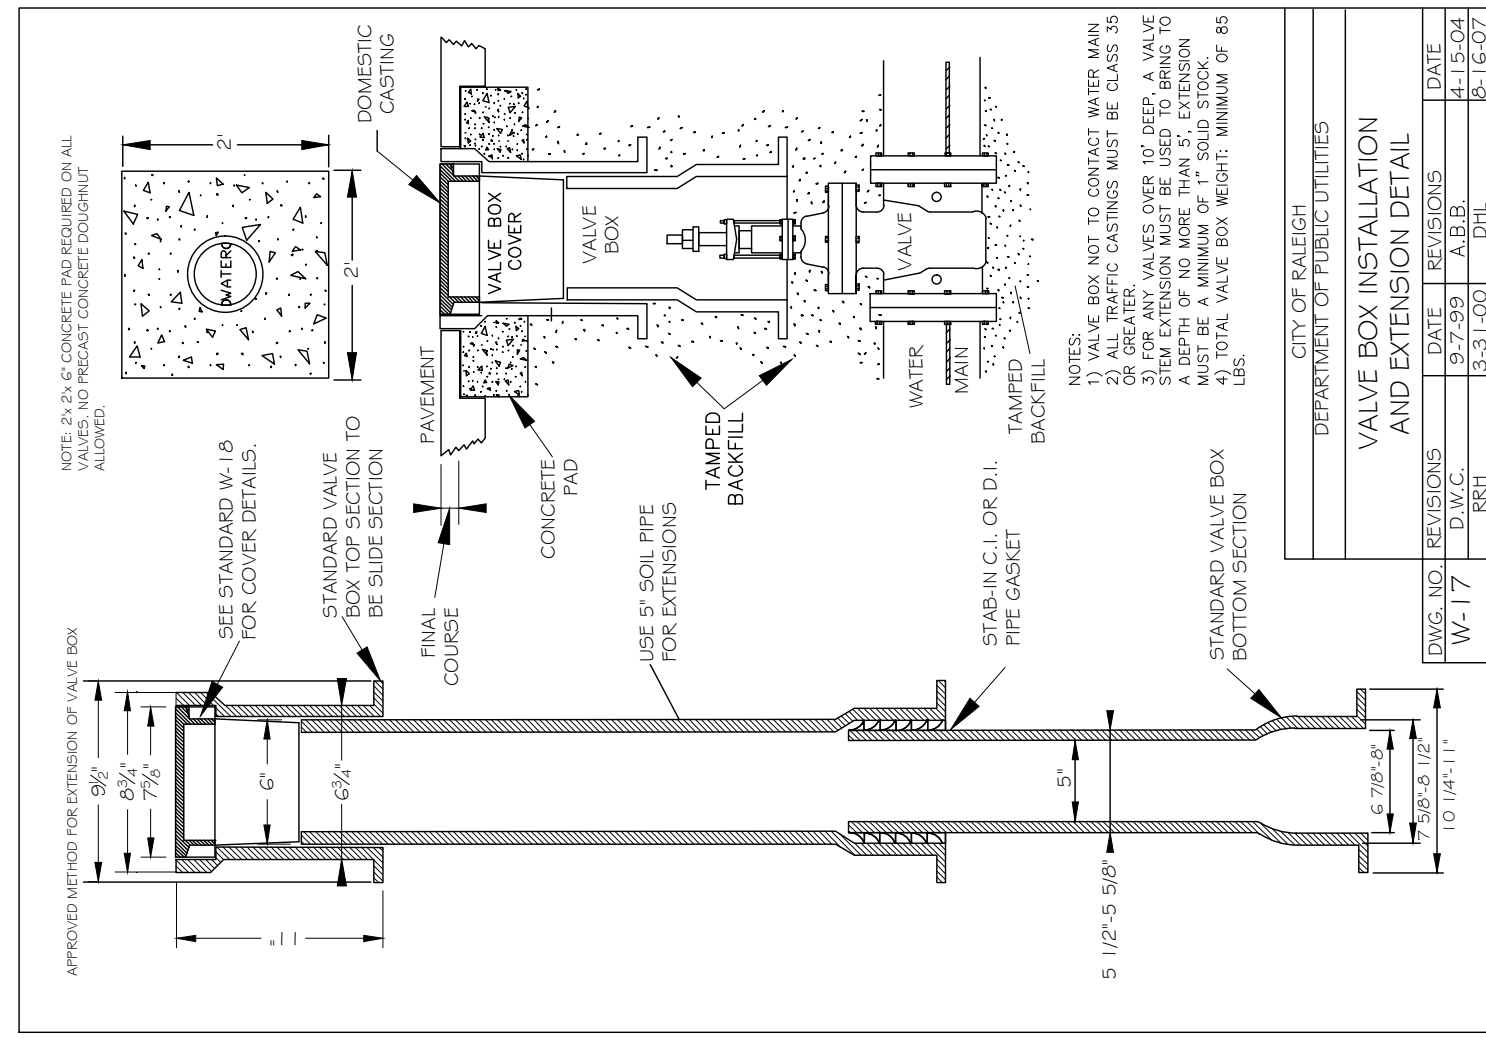 APPROVED METHOD FOR EXTENSION OF VALVE BOX
9½"
8¾"
7⅝"
6"
6¾"
11"
SEE STANDARD W-18
FOR COVER DETAILS.
STANDARD VALVE
BOX TOP SECTION TO
BE SLIDE SECTION
USE 5" SOIL PIPE
FOR EXTENSIONS
STAB-IN C.I. OR D.I.
PIPE GASKET
5"
5 1/2"-5 5/8"
STANDARD VALVE BOX
BOTTOM SECTION
6 7/8"-8"
7 5/8"-8 1/2"
10 1/4"-11"
NOTE: 2'x 2'x 6" CONCRETE PAD REQUIRED ON ALL
VALVES. NO PRECAST CONCRETE DOUGHNUT
ALLOWED.
2'
2'
DWATERO
DOMESTIC
CASTING
PAVEMENT
FINAL
COURSE
CONCRETE
PAD
VALVE BOX
COVER
VALVE
BOX
TAMPED
BACKFILL
VALVE
WATER
MAIN
TAMPED
BACKFILL
NOTES:
1) VALVE BOX NOT TO CONTACT WATER MAIN
2) ALL TRAFFIC CASTINGS MUST BE CLASS 35
OR GREATER.
3) FOR ANY VALVES OVER 10' DEEP, A VALVE
STEM EXTENSION MUST BE USED TO BRING TO
A DEPTH OF NO MORE THAN 5', EXTENSION
MUST BE A MINIMUM OF 1" SOLID STOCK.
4) TOTAL VALVE BOX WEIGHT: MINIMUM OF 85
LBS.
CITY OF RALEIGH
DEPARTMENT OF PUBLIC UTILITIES
VALVE BOX INSTALLATION
AND EXTENSION DETAIL
DWG. NO. REVISIONS DATE REVISIONS DATE
W-17 D.W.C. 9-7-99 A.B.B. 4-15-04
RRH 3-31-00 DHL 8-16-07